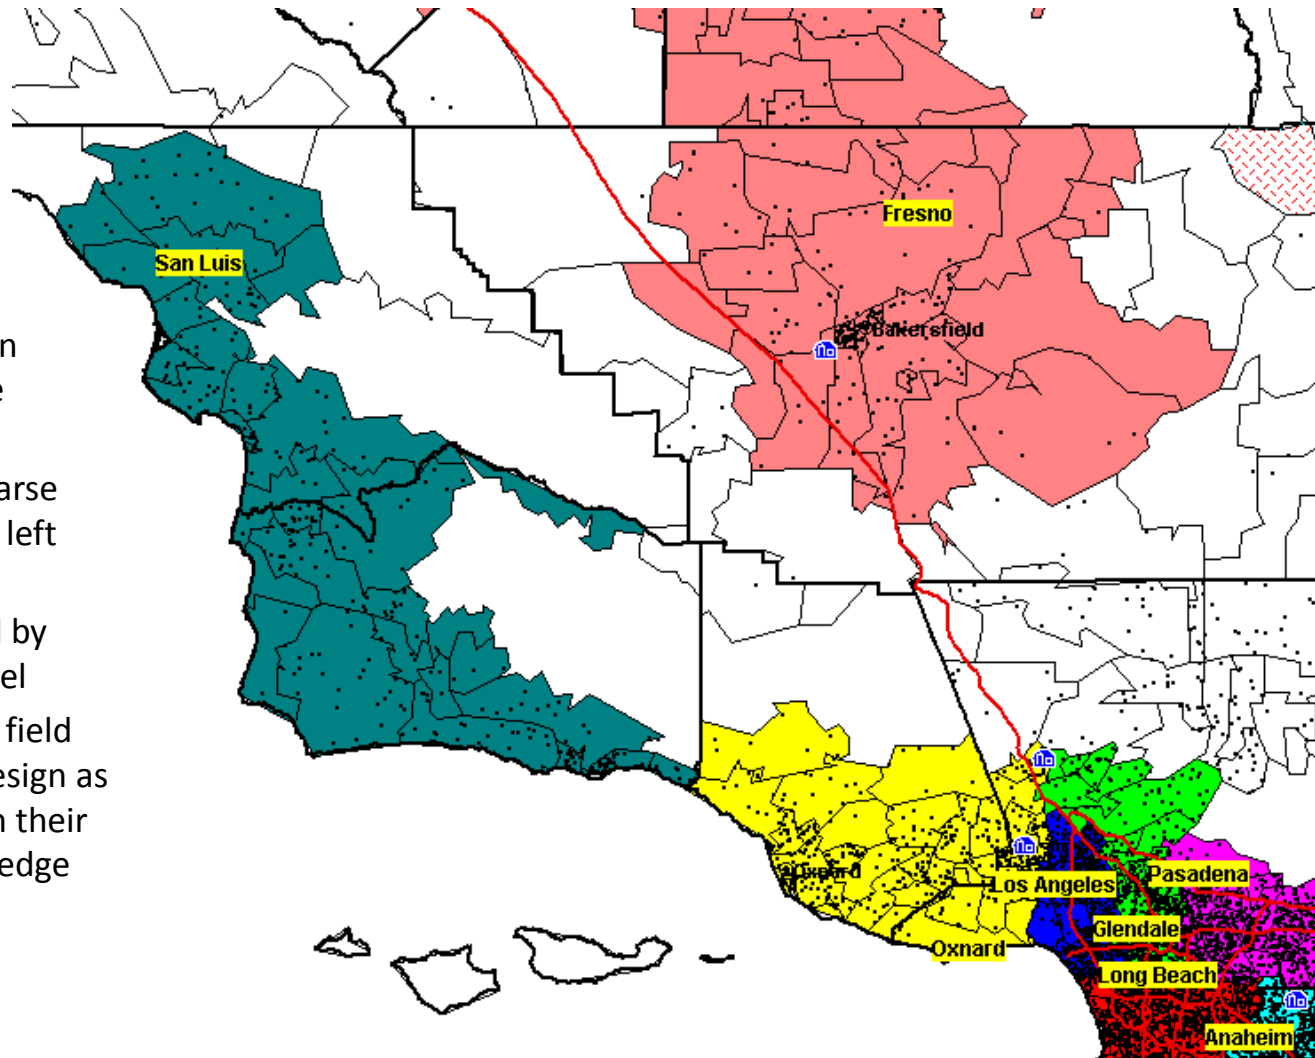 n
e
arse
left
by
el
field
esign as
n their
edge
Fresno
San Luis
Bakersfield
Los Angeles
Pasadena
Glendale
Oxnard
Long Beach
Anaheim